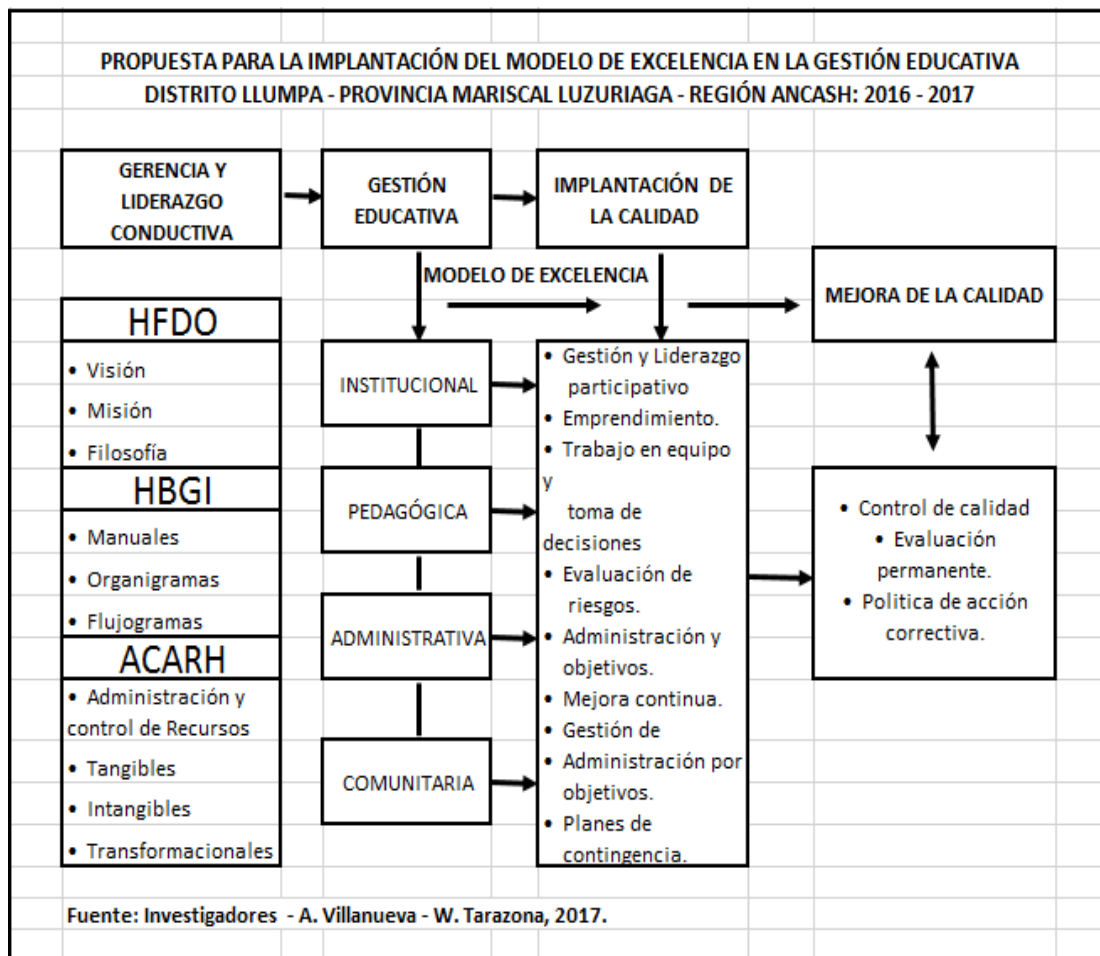 PROPUESTA PARA LA IMPLANTACIÓN DEL MODELO DE EXCELENCIA EN LA GESTIÓN EDUCATIVA
DISTRITO LLUMPA - PROVINCIA MARISCAL LUZURIAGA - REGIÓN ANCASH: 2016 - 2017
GERENCIA Y
LIDERAZGO
CONDUCTIVA
GESTIÓN
EDUCATIVA
IMPLANTACIÓN DE
LA CALIDAD
MODELO DE EXCELENCIA
MEJORA DE LA CALIDAD
HFDO
• Visión
• Misión
• Filosofía
HBGI
• Manuales
• Organigramas
• Flujogramas
ACARH
• Administración y
control de Recursos
• Tangibles
• Intangibles
• Transformacionales
INSTITUCIONAL
PEDAGÓGICA
ADMINISTRATIVA
COMUNITARIA
• Gestión y Liderazgo
participativo
• Emprendimiento.
• Trabajo en equipo
y
toma de
decisiones
• Evaluación de
riesgos.
• Administración y
objetivos.
• Mejora continua.
• Gestión de
• Administración por
objetivos.
• Planes de
contingencia.
• Control de calidad
• Evaluación
permanente.
• Politica de acción
correctiva.
Fuente: Investigadores - A. Villanueva - W. Tarazona, 2017.